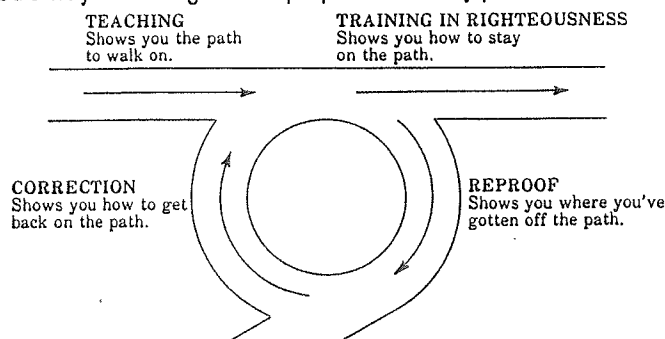 TEACHING
Shows you the path
to walk on.
TRAINING IN RIGHTEOUSNESS
Shows you how to stay
on the path.
CORRECTION
Shows you how to get
back on the path.
REPROOF
Shows you where you've
gotten off the path.